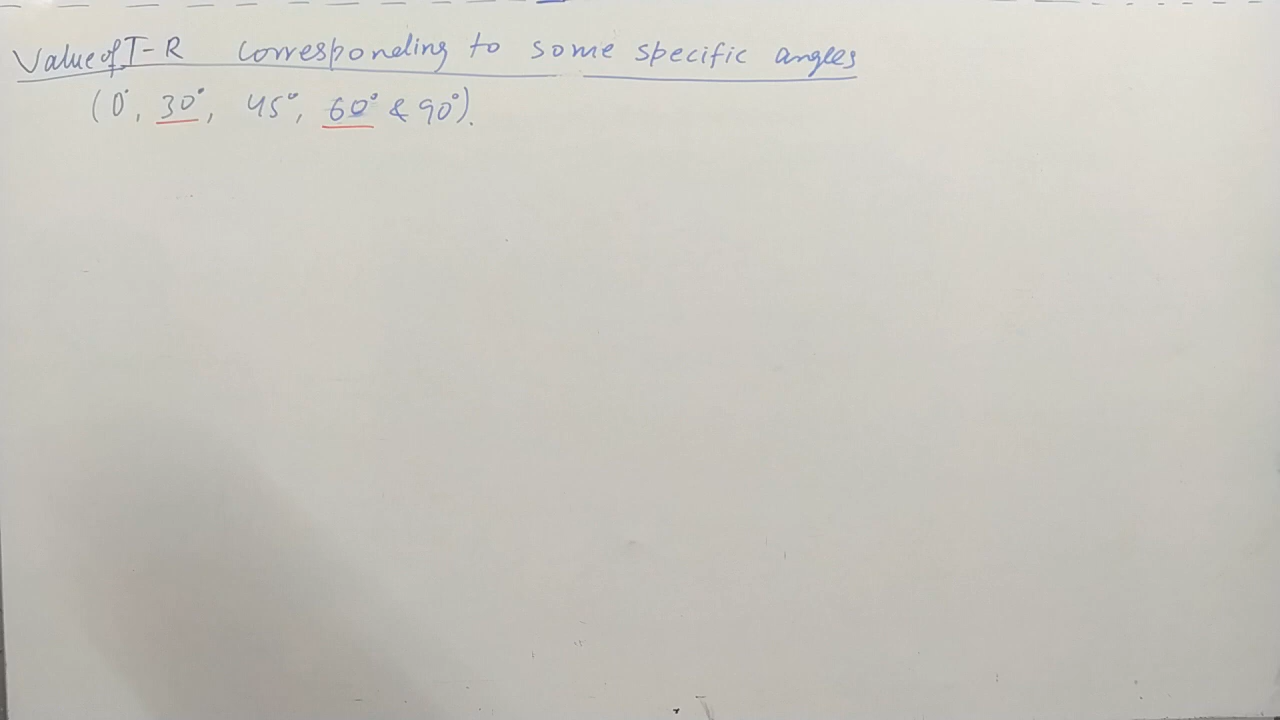 Value of T-R Corresponding to some specific angles
(0°, 30°, 45°, 60° & 90°).